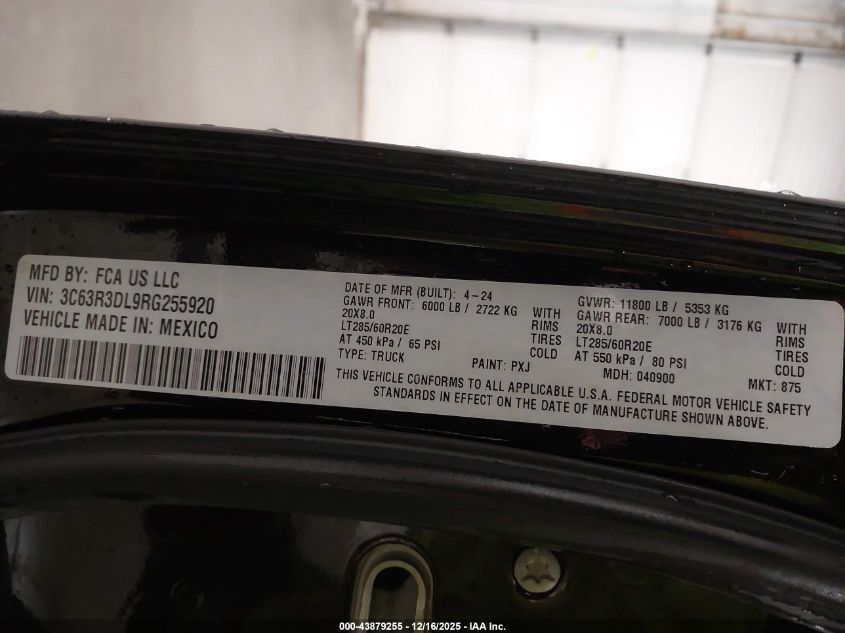 MFD BY: FCA US LLC
VIN: 3C63R3DL9RG255920
VEHICLE MADE IN: MEXICO
DATE OF MFR (BUILT): 4-24
GAWR FRONT: 6000 LB / 2722 KG WITH
20X8.0 RIMS
LT285/60R20E TIRES
AT 450 kPa / 65 PSI COLD
TYPE: TRUCK PAINT: PXJ
GVWR: 11800 LB / 5353 KG
GAWR REAR: 7000 LB / 3176 KG WITH
20X8.0 RIMS
LT285/60R20E TIRES
AT 550 kPa / 80 PSI COLD
MDH: 040900 MKT: 875
THIS VEHICLE CONFORMS TO ALL APPLICABLE U.S.A. FEDERAL MOTOR VEHICLE SAFETY
STANDARDS IN EFFECT ON THE DATE OF MANUFACTURE SHOWN ABOVE.
000-43879255 - 12/16/2025 - IAA Inc.